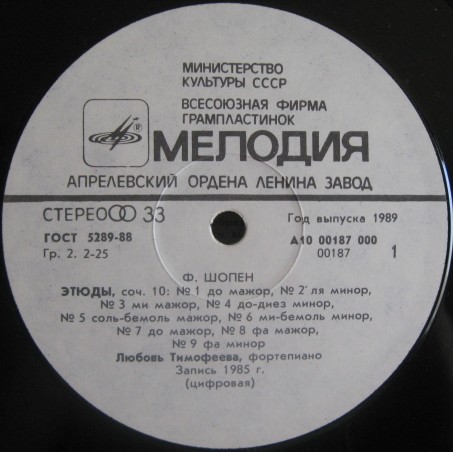 МИНИСТЕРСТВО
КУЛЬТУРЫ СССР
ВСЕСОЮЗНАЯ ФИРМА
ГРАМПЛАСТИНОК
МЕЛОДИЯ
АПРЕЛЕВСКИЙ ОРДЕНА ЛЕНИНА ЗАВОД
СТЕРЕО 33
Год выпуска 1989
ГОСТ 5289-88
А10 00187 000
Гр. 2. 2-25
00187 1
Ф. ШОПЕН
ЭТЮДЫ, соч. 10: № 1 до мажор, № 2 ля минор,
№ 3 ми мажор, № 4 до-диез минор,
№ 5 соль-бемоль мажор, № 6 ми-бемоль минор,
№ 7 до мажор, № 8 фа мажор,
№ 9 фа минор
Любовь Тимофеева, фортепиано
Запись 1985 г.
(цифровая)